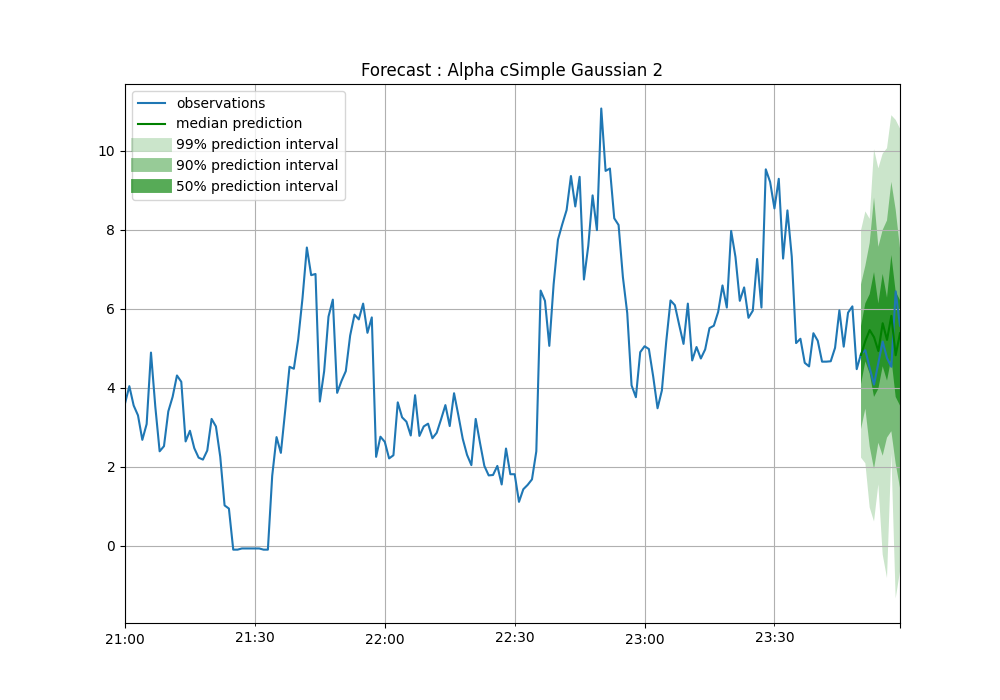 Forecast : Alpha cSimple Gaussian 2
observations
median prediction
99% prediction interval
90% prediction interval
50% prediction interval
10
8
6
4
2
0
21:00 21:30 22:00 22:30 23:00 23:30